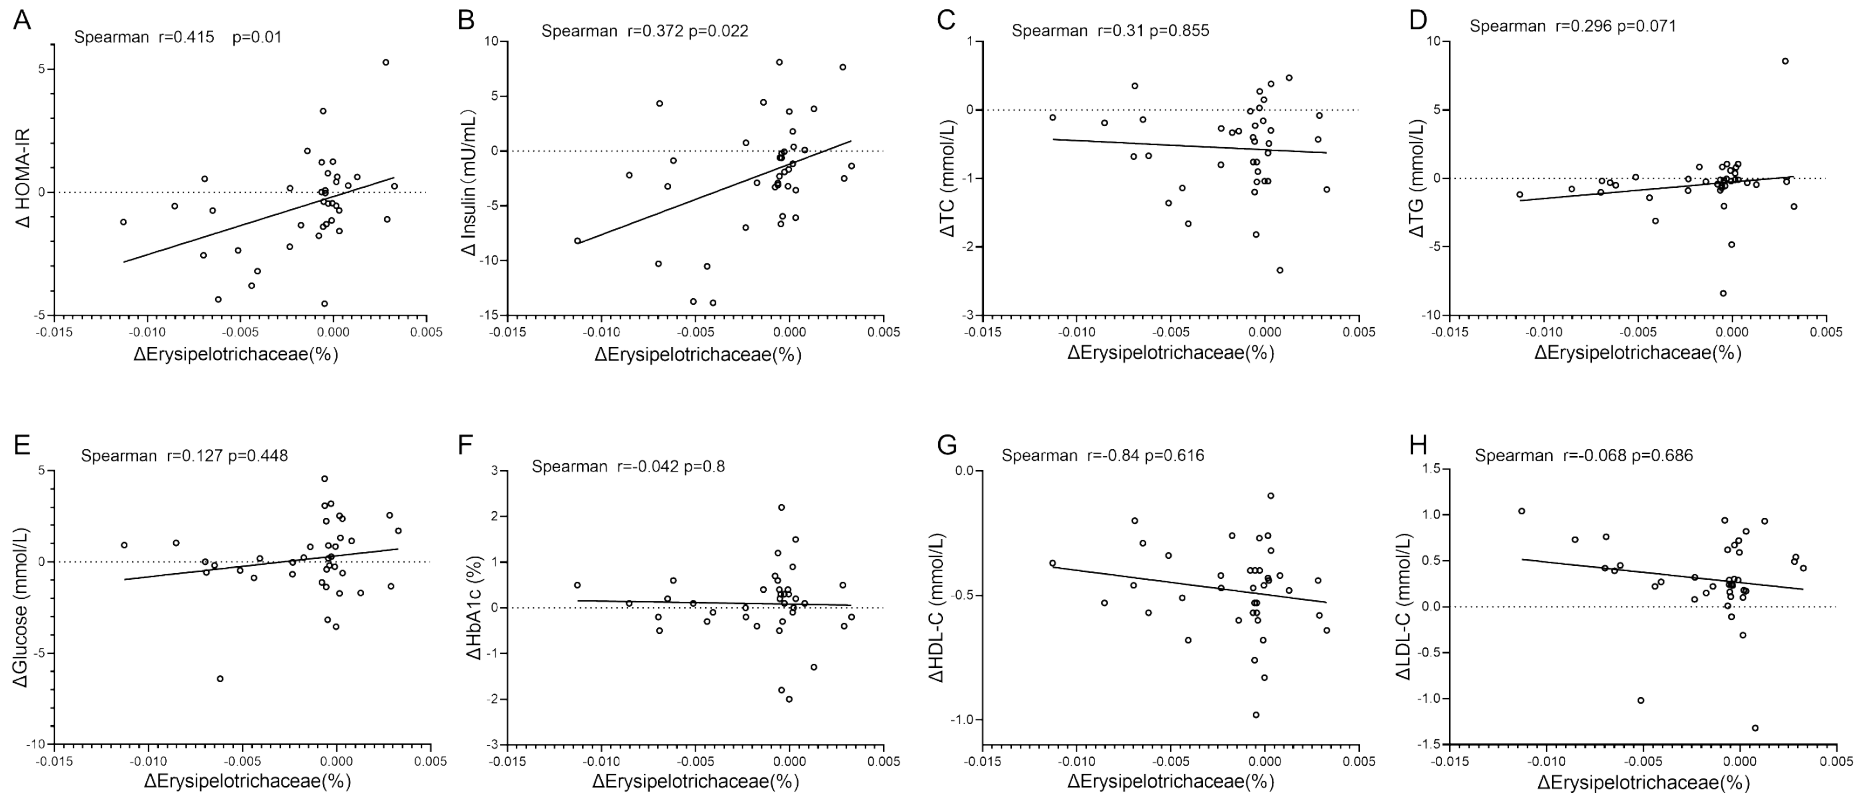 A
Spearman r=0.415 p=0.01
Δ HOMA-IR
5
0
-5
-0.015 -0.010 -0.005 0.000 0.005
ΔErysipelotrichaceae(%)
B
Spearman r=0.372 p=0.022
Δ Insulin (mU/mL)
10
5
0
-5
-10
-15
-0.015 -0.010 -0.005 0.000 0.005
ΔErysipelotrichaceae(%)
C
Spearman r=0.31 p=0.855
ΔTC (mmol/L)
1
0
-1
-2
-3
-0.015 -0.010 -0.005 0.000 0.005
ΔErysipelotrichaceae(%)
D
Spearman r=0.296 p=0.071
ΔTG (mmol/L)
10
5
0
-5
-10
-0.015 -0.010 -0.005 0.000 0.005
ΔErysipelotrichaceae(%)
E
Spearman r=0.127 p=0.448
ΔGlucose (mmol/L)
5
0
-5
-10
-0.015 -0.010 -0.005 0.000 0.005
ΔErysipelotrichaceae(%)
F
Spearman r=-0.042 p=0.8
ΔHbA1c (%)
3
2
1
0
-1
-2
-3
-0.015 -0.010 -0.005 0.000 0.005
ΔErysipelotrichaceae(%)
G
Spearman r=-0.84 p=0.616
ΔHDL-C (mmol/L)
0.0
-0.5
-1.0
-0.015 -0.010 -0.005 0.000 0.005
ΔErysipelotrichaceae(%)
H
Spearman r=-0.068 p=0.686
ΔLDL-C (mmol/L)
1.5
1.0
0.5
0.0
-0.5
-1.0
-1.5
-0.015 -0.010 -0.005 0.000 0.005
ΔErysipelotrichaceae(%)